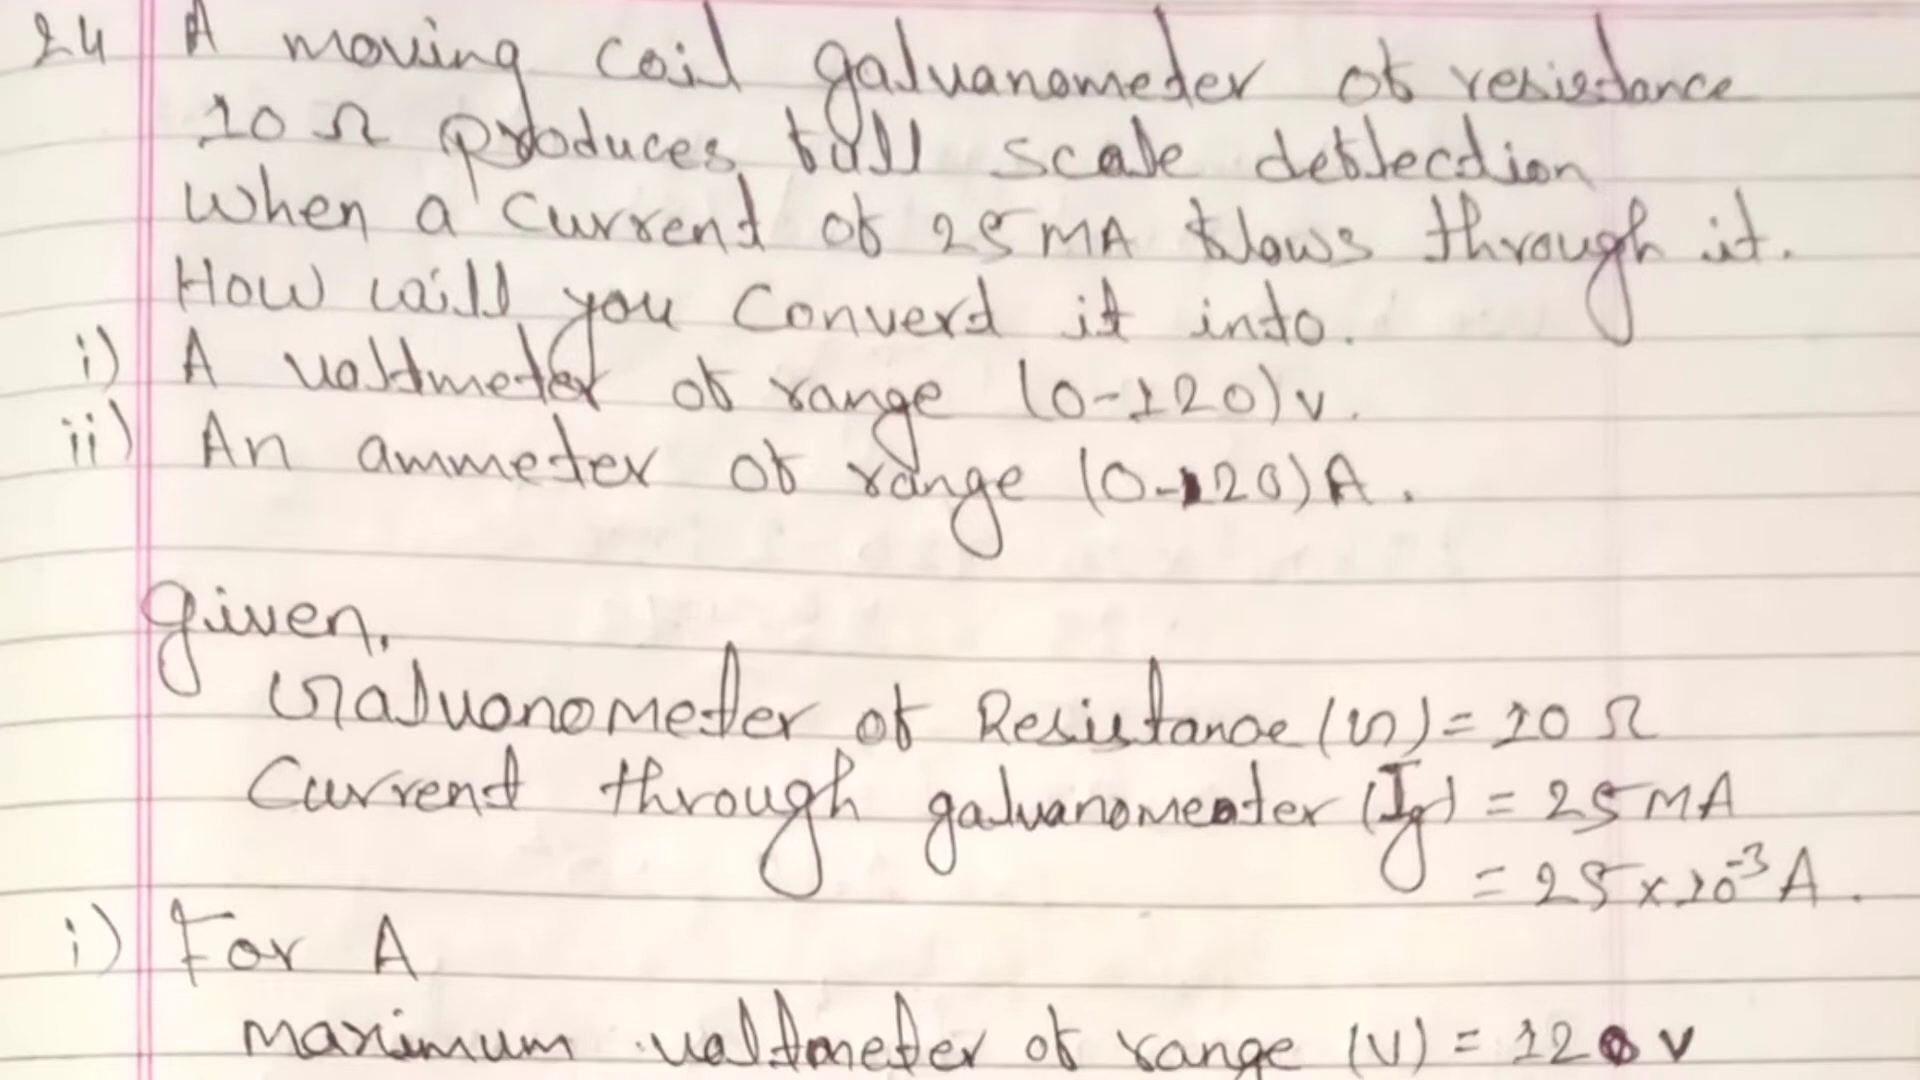 24 A moving coil galvanometer of resistance
10 Ω produces full scale deflection
when a current of 25 MA flows through it.
How will you convert it into.
i) A voltmeter of range (0-120)v.
ii) An ammeter of range (0-120)A.
given,
Galvanometer of Resistance (G) = 10 Ω
Current through galvanomeater (Ig) = 25 MA
= 25 x 10⁻³ A.
i) For A
maximum voltmeter of range (V) = 120 v